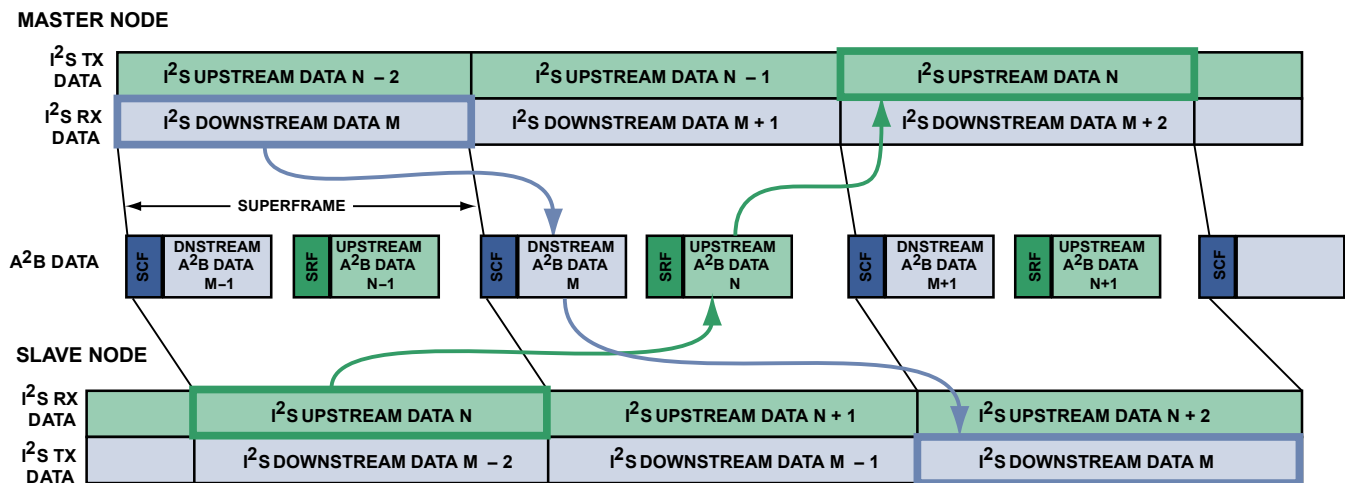 MASTER NODE
I²S TX
DATA
I²S UPSTREAM DATA N – 2
I²S UPSTREAM DATA N – 1
I²S UPSTREAM DATA N
I²S RX
DATA
I²S DOWNSTREAM DATA M
I²S DOWNSTREAM DATA M + 1
I²S DOWNSTREAM DATA M + 2
SUPERFRAME
A²B DATA
SCF
DNSTREAM
A²B DATA
M–1
SRF
UPSTREAM
A²B DATA
N–1
SCF
DNSTREAM
A²B DATA
M
SRF
UPSTREAM
A²B DATA
N
SCF
DNSTREAM
A²B DATA
M+1
SRF
UPSTREAM
A²B DATA
N+1
SCF
SLAVE NODE
I²S RX
DATA
I²S UPSTREAM DATA N
I²S UPSTREAM DATA N + 1
I²S UPSTREAM DATA N + 2
I²S TX
DATA
I²S DOWNSTREAM DATA M – 2
I²S DOWNSTREAM DATA M – 1
I²S DOWNSTREAM DATA M